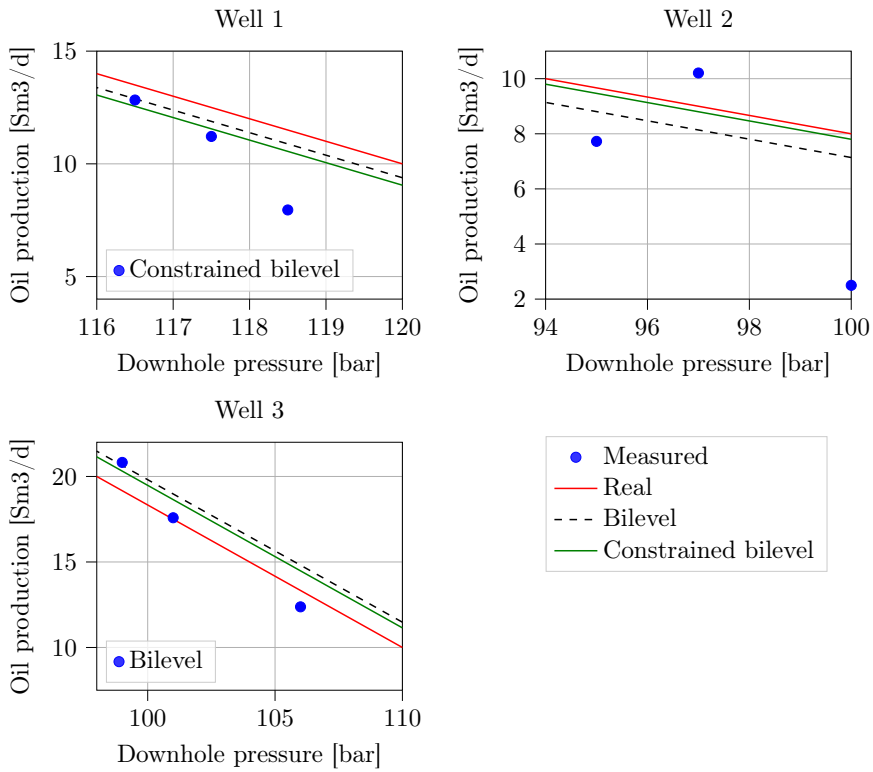 Well 1
Oil production [Sm3/d]
15
10
5
Constrained bilevel
116 117 118 119 120
Downhole pressure [bar]
Well 2
Oil production [Sm3/d]
10
8
6
4
2
94 96 98 100
Downhole pressure [bar]
Well 3
Oil production [Sm3/d]
20
15
10
Bilevel
100 105 110
Downhole pressure [bar]
Measured
Real
Bilevel
Constrained bilevel